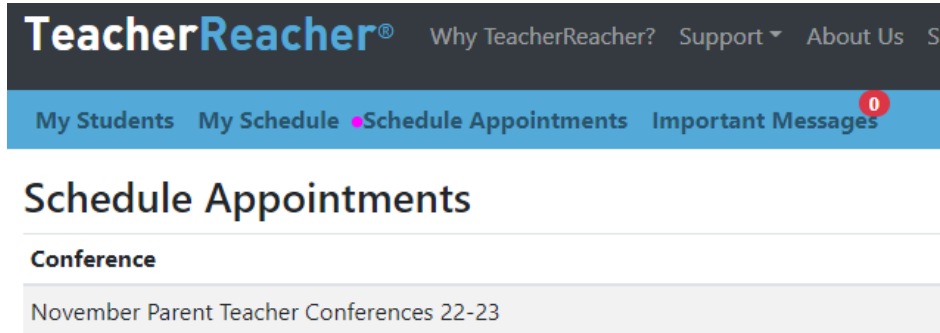 TeacherReacher® Why TeacherReacher? Support About Us S
0
My Students My Schedule Schedule Appointments Important Messages
Schedule Appointments
Conference
November Parent Teacher Conferences 22-23